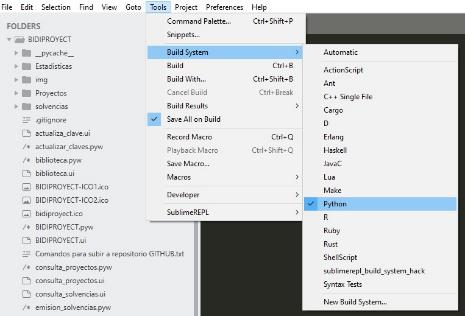 File Edit Selection Find View Goto Tools Project Preferences Help
FOLDERS
BIDIPROYECT
__pycache__
Estadisticas
img
Proyectos
solvencias
.gitignore
actualiza_clave.ui
actualizar_claves.pyw
biblioteca.pyw
biblioteca.ui
BIDIPROYECT-ICO1.ico
BIDIPROYECT-ICO2.ico
bidiproyect.ico
BIDIPROYECT.pyw
BIDIPROYECT.ui
Comandos para subir a repositorio GITHUB.txt
consulta_proyectos.pyw
consulta_proyectos.ui
consulta_solvencias.ui
emision_solvencias.pyw
Command Palette... Ctrl+Shift+P
Snippets...
Build System
Build Ctrl+B
Build With... Ctrl+Shift+B
Cancel Build Ctrl+Break
Build Results
Save All on Build
Record Macro Ctrl+Q
Playback Macro Ctrl+Shift+Q
Save Macro...
Macros
Developer
SublimeREPL
Automatic
ActionScript
Ant
C++ Single File
Cargo
D
Erlang
Haskell
JavaC
Lua
Make
Python
R
Ruby
Rust
ShellScript
sublimerepl_build_system_hack
Syntax Tests
New Build System...